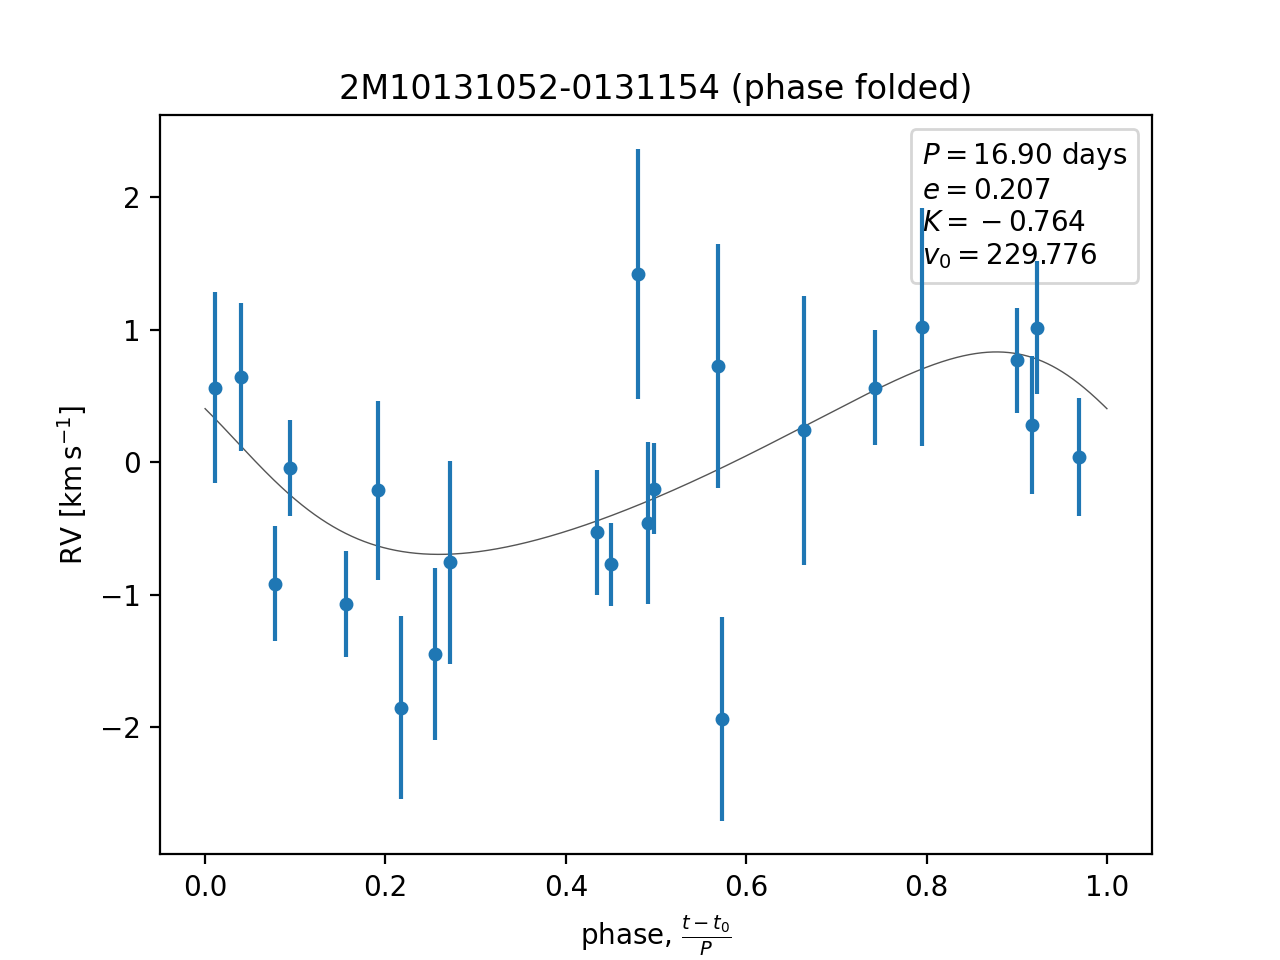 2M10131052-0131154 (phase folded)
P = 16.90 days
e = 0.207
K = −0.764
v₀ = 229.776
RV [km s⁻¹]
2
1
0
−1
−2
0.0 0.2 0.4 0.6 0.8 1.0
phase, (t − t₀)/P